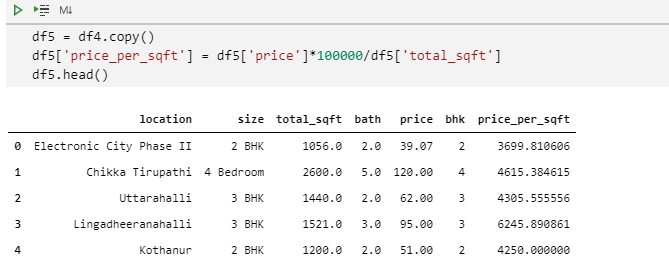 M↓
df5 = df4.copy()
df5['price_per_sqft'] = df5['price']*100000/df5['total_sqft']
df5.head()
location size total_sqft bath price bhk price_per_sqft
0 Electronic City Phase II 2 BHK 1056.0 2.0 39.07 2 3699.810606
1 Chikka Tirupathi 4 Bedroom 2600.0 5.0 120.00 4 4615.384615
2 Uttarahalli 3 BHK 1440.0 2.0 62.00 3 4305.555556
3 Lingadheeranahalli 3 BHK 1521.0 3.0 95.00 3 6245.890861
4 Kothanur 2 BHK 1200.0 2.0 51.00 2 4250.000000